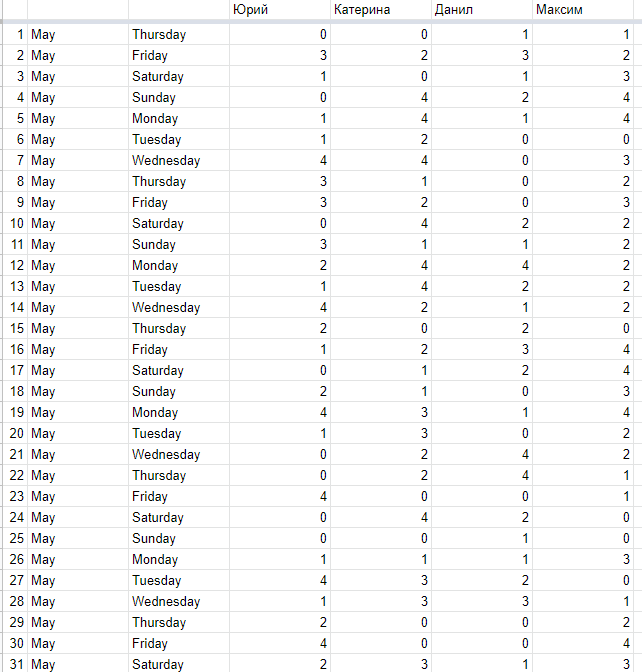 Юрий Катерина Данил Максим
1 May Thursday 0 0 1 1
2 May Friday 3 2 3 2
3 May Saturday 1 0 1 3
4 May Sunday 0 4 2 4
5 May Monday 1 4 1 4
6 May Tuesday 1 2 0 0
7 May Wednesday 4 4 0 3
8 May Thursday 3 1 0 2
9 May Friday 3 2 0 3
10 May Saturday 0 4 2 2
11 May Sunday 3 1 1 2
12 May Monday 2 4 4 2
13 May Tuesday 1 4 2 2
14 May Wednesday 4 2 1 2
15 May Thursday 2 0 2 0
16 May Friday 1 2 3 4
17 May Saturday 0 1 2 4
18 May Sunday 2 1 0 3
19 May Monday 4 3 1 4
20 May Tuesday 1 3 0 2
21 May Wednesday 0 2 4 2
22 May Thursday 0 2 4 1
23 May Friday 4 0 0 1
24 May Saturday 0 4 2 0
25 May Sunday 0 0 1 0
26 May Monday 1 1 1 3
27 May Tuesday 4 3 2 0
28 May Wednesday 1 3 3 1
29 May Thursday 2 0 0 2
30 May Friday 4 0 0 4
31 May Saturday 2 3 1 3